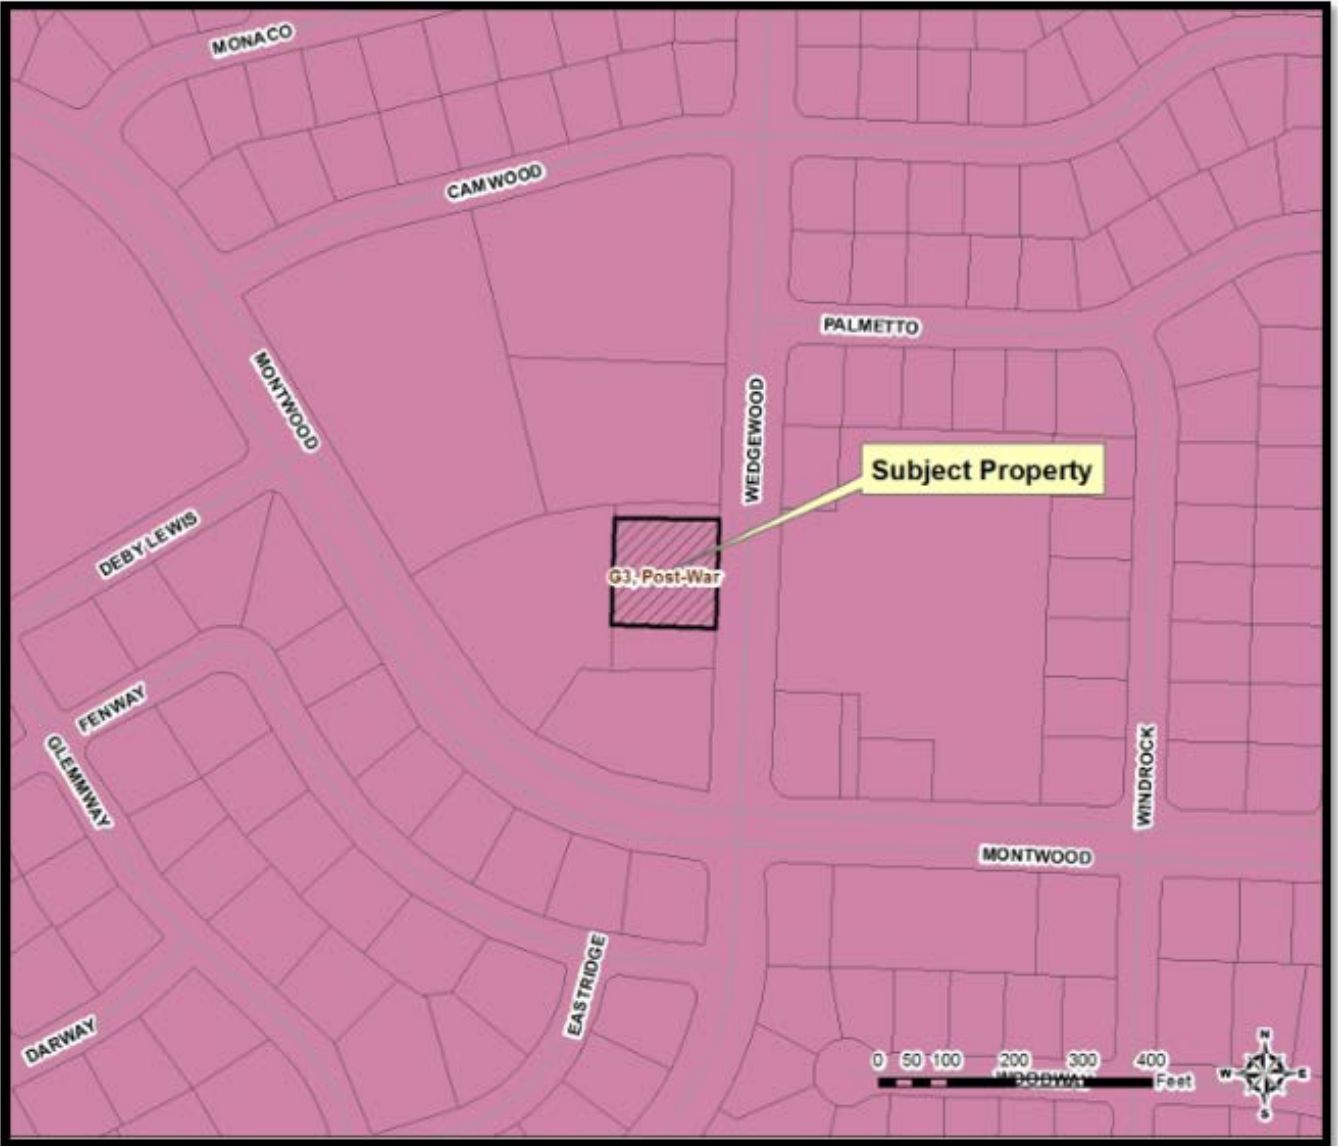 MONACO
CAMWOOD
PALMETTO
MONTWOOD
WEDGEWOOD
Subject Property
DEBY LEWIS
G3, Post-War
FENWAY
GLEMMWAY
WINDROCK
MONTWOOD
EASTRIDGE
DARWAY
N
0 50 100 200 300 400
W E
WOODWAY
Feet
S